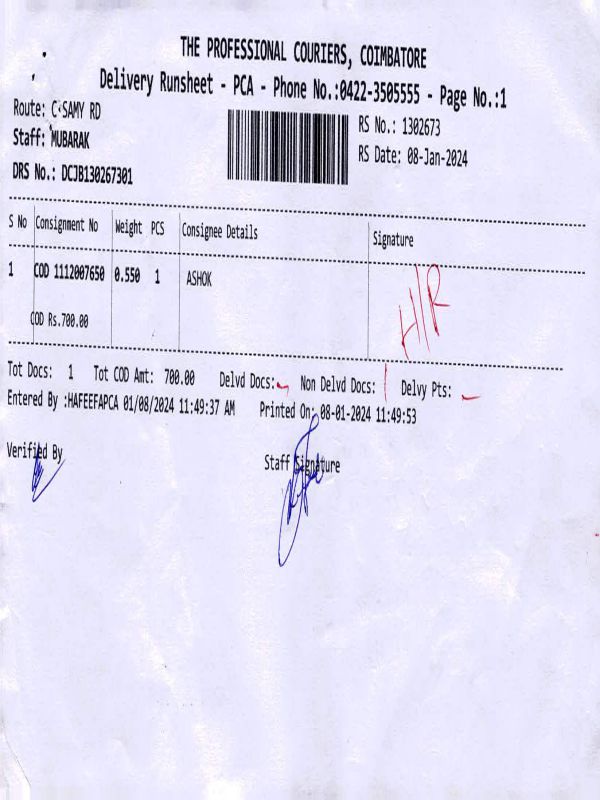 THE PROFESSIONAL COURIERS, COIMBATORE
Delivery Runsheet - PCA - Phone No.:0422-3505555 - Page No.:1
Route: C.SAMY RD
Staff: MUBARAK
DRS No.: DCJB130267301
RS No.: 1302673
RS Date: 08-Jan-2024
S No Consignment No Weight PCS Consignee Details Signature
1 COD 1112007650 0.550 1 ASHOK H/R
COD Rs.700.00
Tot Docs: 1 Tot COD Amt: 700.00 Delvd Docs: - Non Delvd Docs: 1 Delvy Pts: -
Entered By :HAFEEFAPCA 01/08/2024 11:49:37 AM Printed On: 08-01-2024 11:49:53
Verified By
Staff Signature